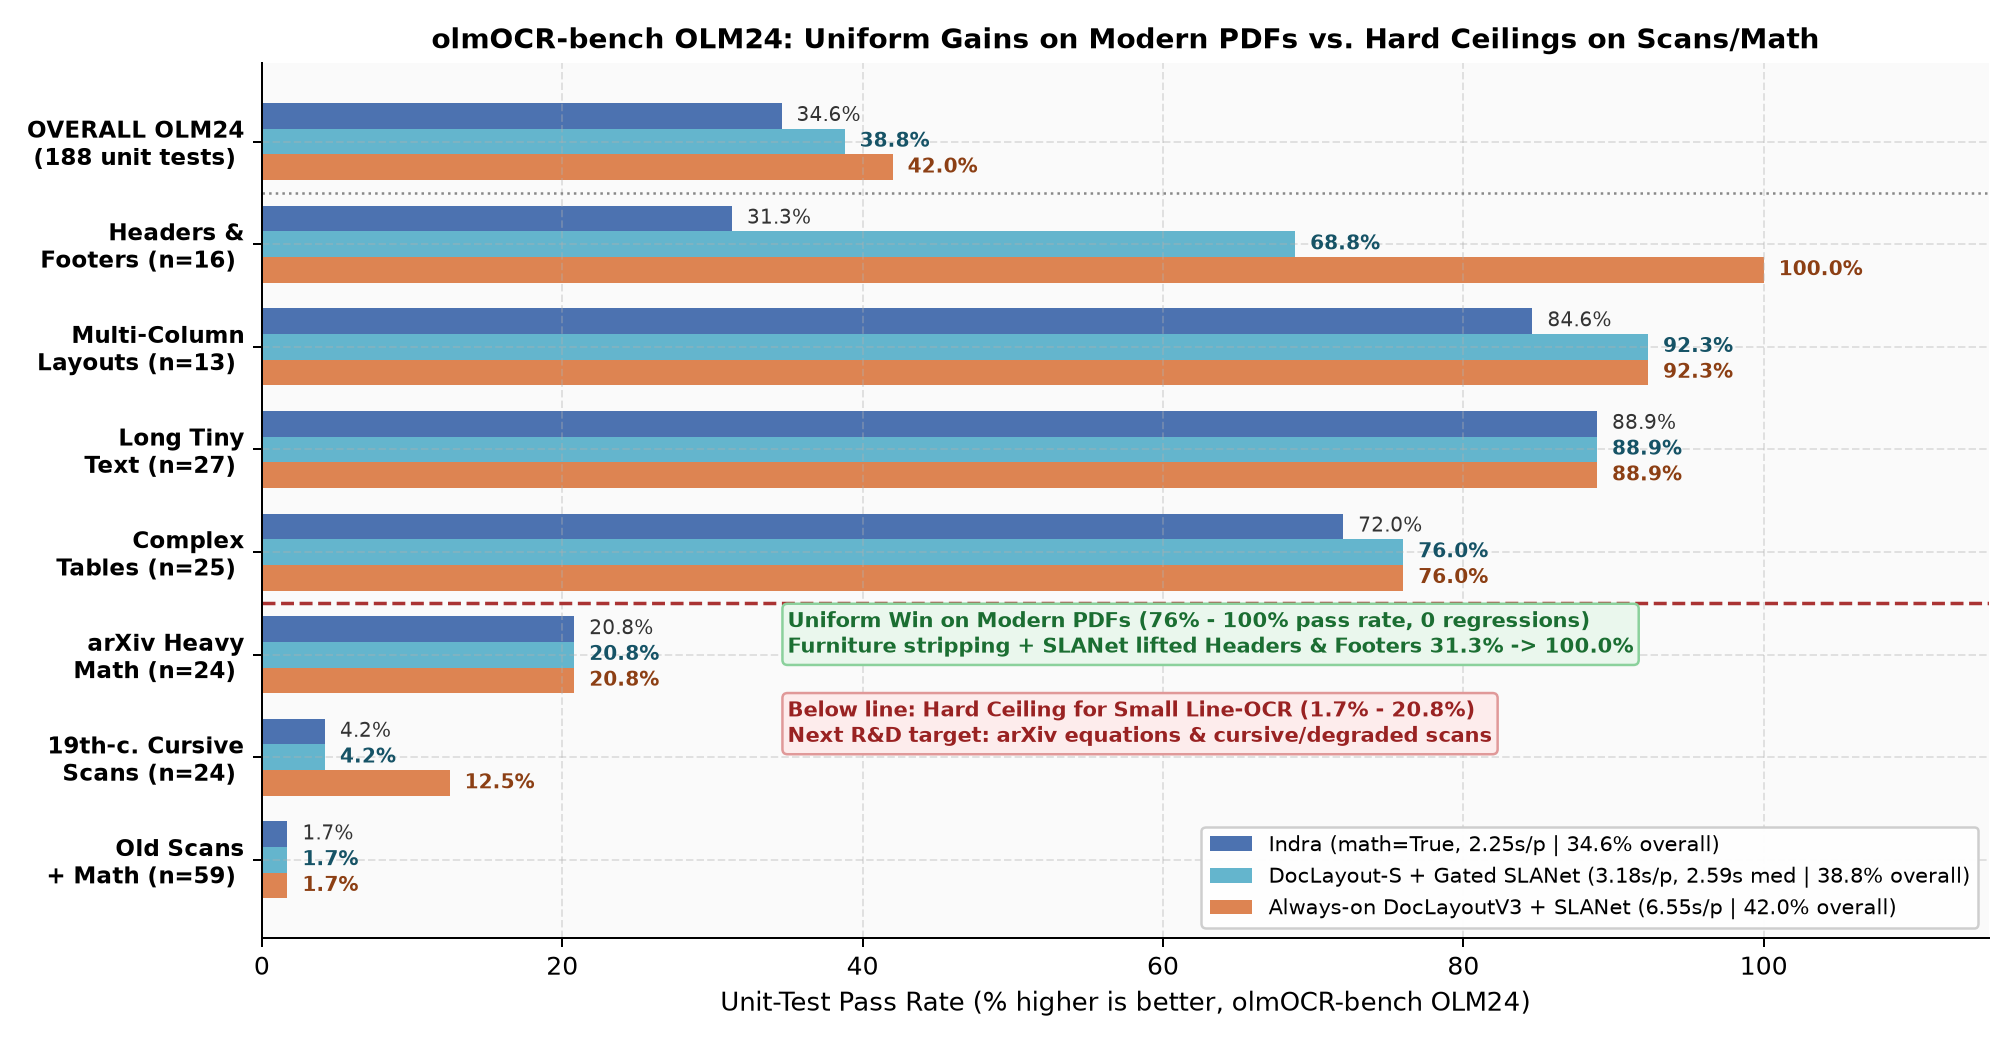 olmOCR-bench OLM24: Uniform Gains on Modern PDFs vs. Hard Ceilings on Scans/Math
OVERALL OLM24
(188 unit tests)
34.6%
38.8%
42.0%
Headers &
Footers (n=16)
31.3%
68.8%
100.0%
Multi-Column
Layouts (n=13)
84.6%
92.3%
92.3%
Long Tiny
Text (n=27)
88.9%
88.9%
88.9%
Complex
Tables (n=25)
72.0%
76.0%
76.0%
arXiv Heavy
Math (n=24)
20.8%
20.8%
20.8%
Uniform Win on Modern PDFs (76% - 100% pass rate, 0 regressions)
Furniture stripping + SLANet lifted Headers & Footers 31.3% -> 100.0%
Below line: Hard Ceiling for Small Line-OCR (1.7% - 20.8%)
Next R&D target: arXiv equations & cursive/degraded scans
19th-c. Cursive
Scans (n=24)
4.2%
4.2%
12.5%
Old Scans
+ Math (n=59)
1.7%
1.7%
1.7%
Indra (math=True, 2.25s/p | 34.6% overall)
DocLayout-S + Gated SLANet (3.18s/p, 2.59s med | 38.8% overall)
Always-on DocLayoutV3 + SLANet (6.55s/p | 42.0% overall)
0 20 40 60 80 100
Unit-Test Pass Rate (% higher is better, olmOCR-bench OLM24)